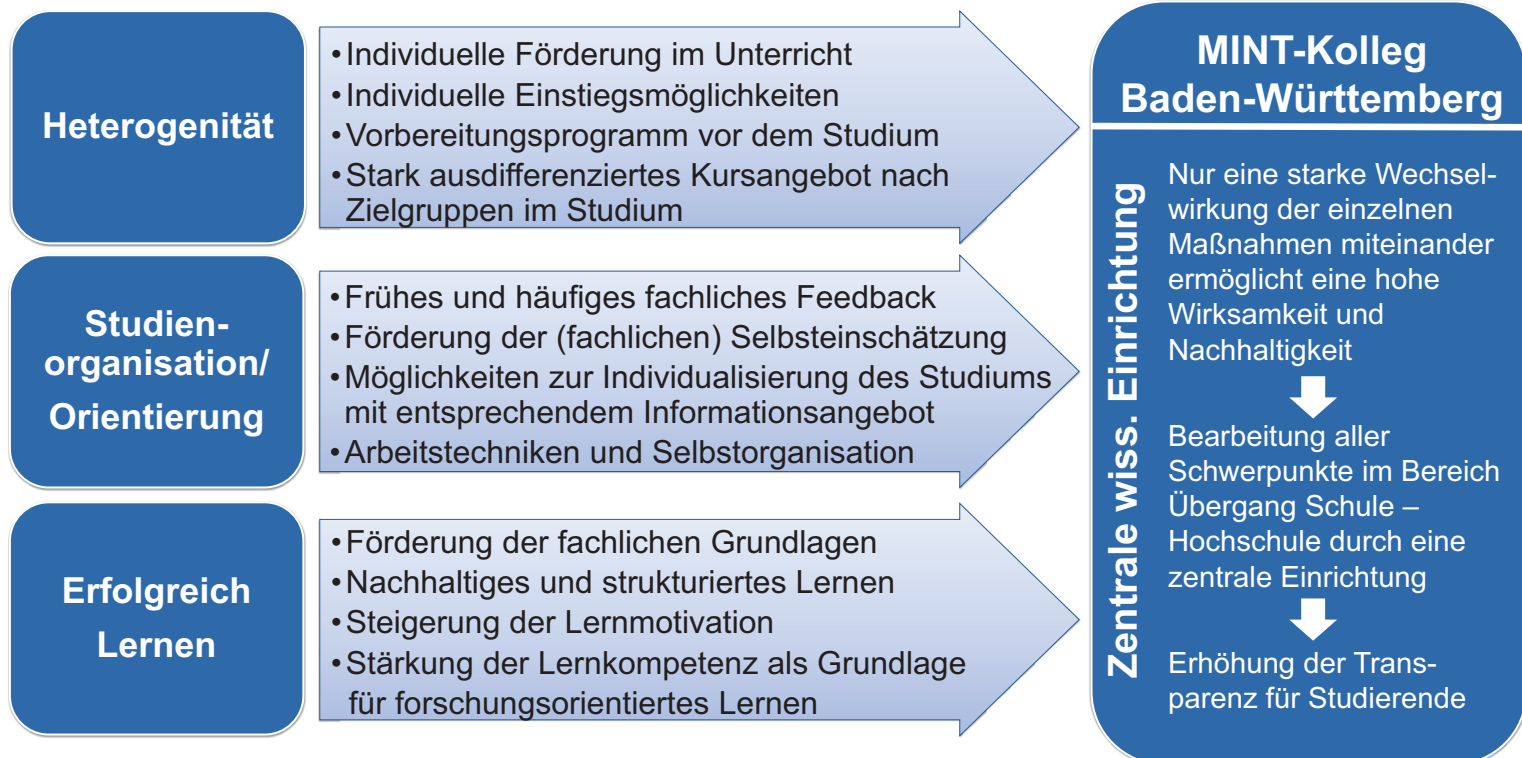 Heterogenität
•Individuelle Förderung im Unterricht
•Individuelle Einstiegsmöglichkeiten
•Vorbereitungsprogramm vor dem Studium
•Stark ausdifferenziertes Kursangebot nach
Zielgruppen im Studium
Studien-
organisation/
Orientierung
•Frühes und häufiges fachliches Feedback
•Förderung der (fachlichen) Selbsteinschätzung
•Möglichkeiten zur Individualisierung des Studiums
mit entsprechendem Informationsangebot
•Arbeitstechniken und Selbstorganisation
Erfolgreich
Lernen
•Förderung der fachlichen Grundlagen
•Nachhaltiges und strukturiertes Lernen
•Steigerung der Lernmotivation
•Stärkung der Lernkompetenz als Grundlage
für forschungsorientiertes Lernen
MINT-Kolleg
Baden-Württemberg
Zentrale wiss. Einrichtung
Nur eine starke Wechsel-
wirkung der einzelnen
Maßnahmen miteinander
ermöglicht eine hohe
Wirksamkeit und
Nachhaltigkeit
Bearbeitung aller
Schwerpunkte im Bereich
Übergang Schule –
Hochschule durch eine
zentrale Einrichtung
Erhöhung der Trans-
parenz für Studierende